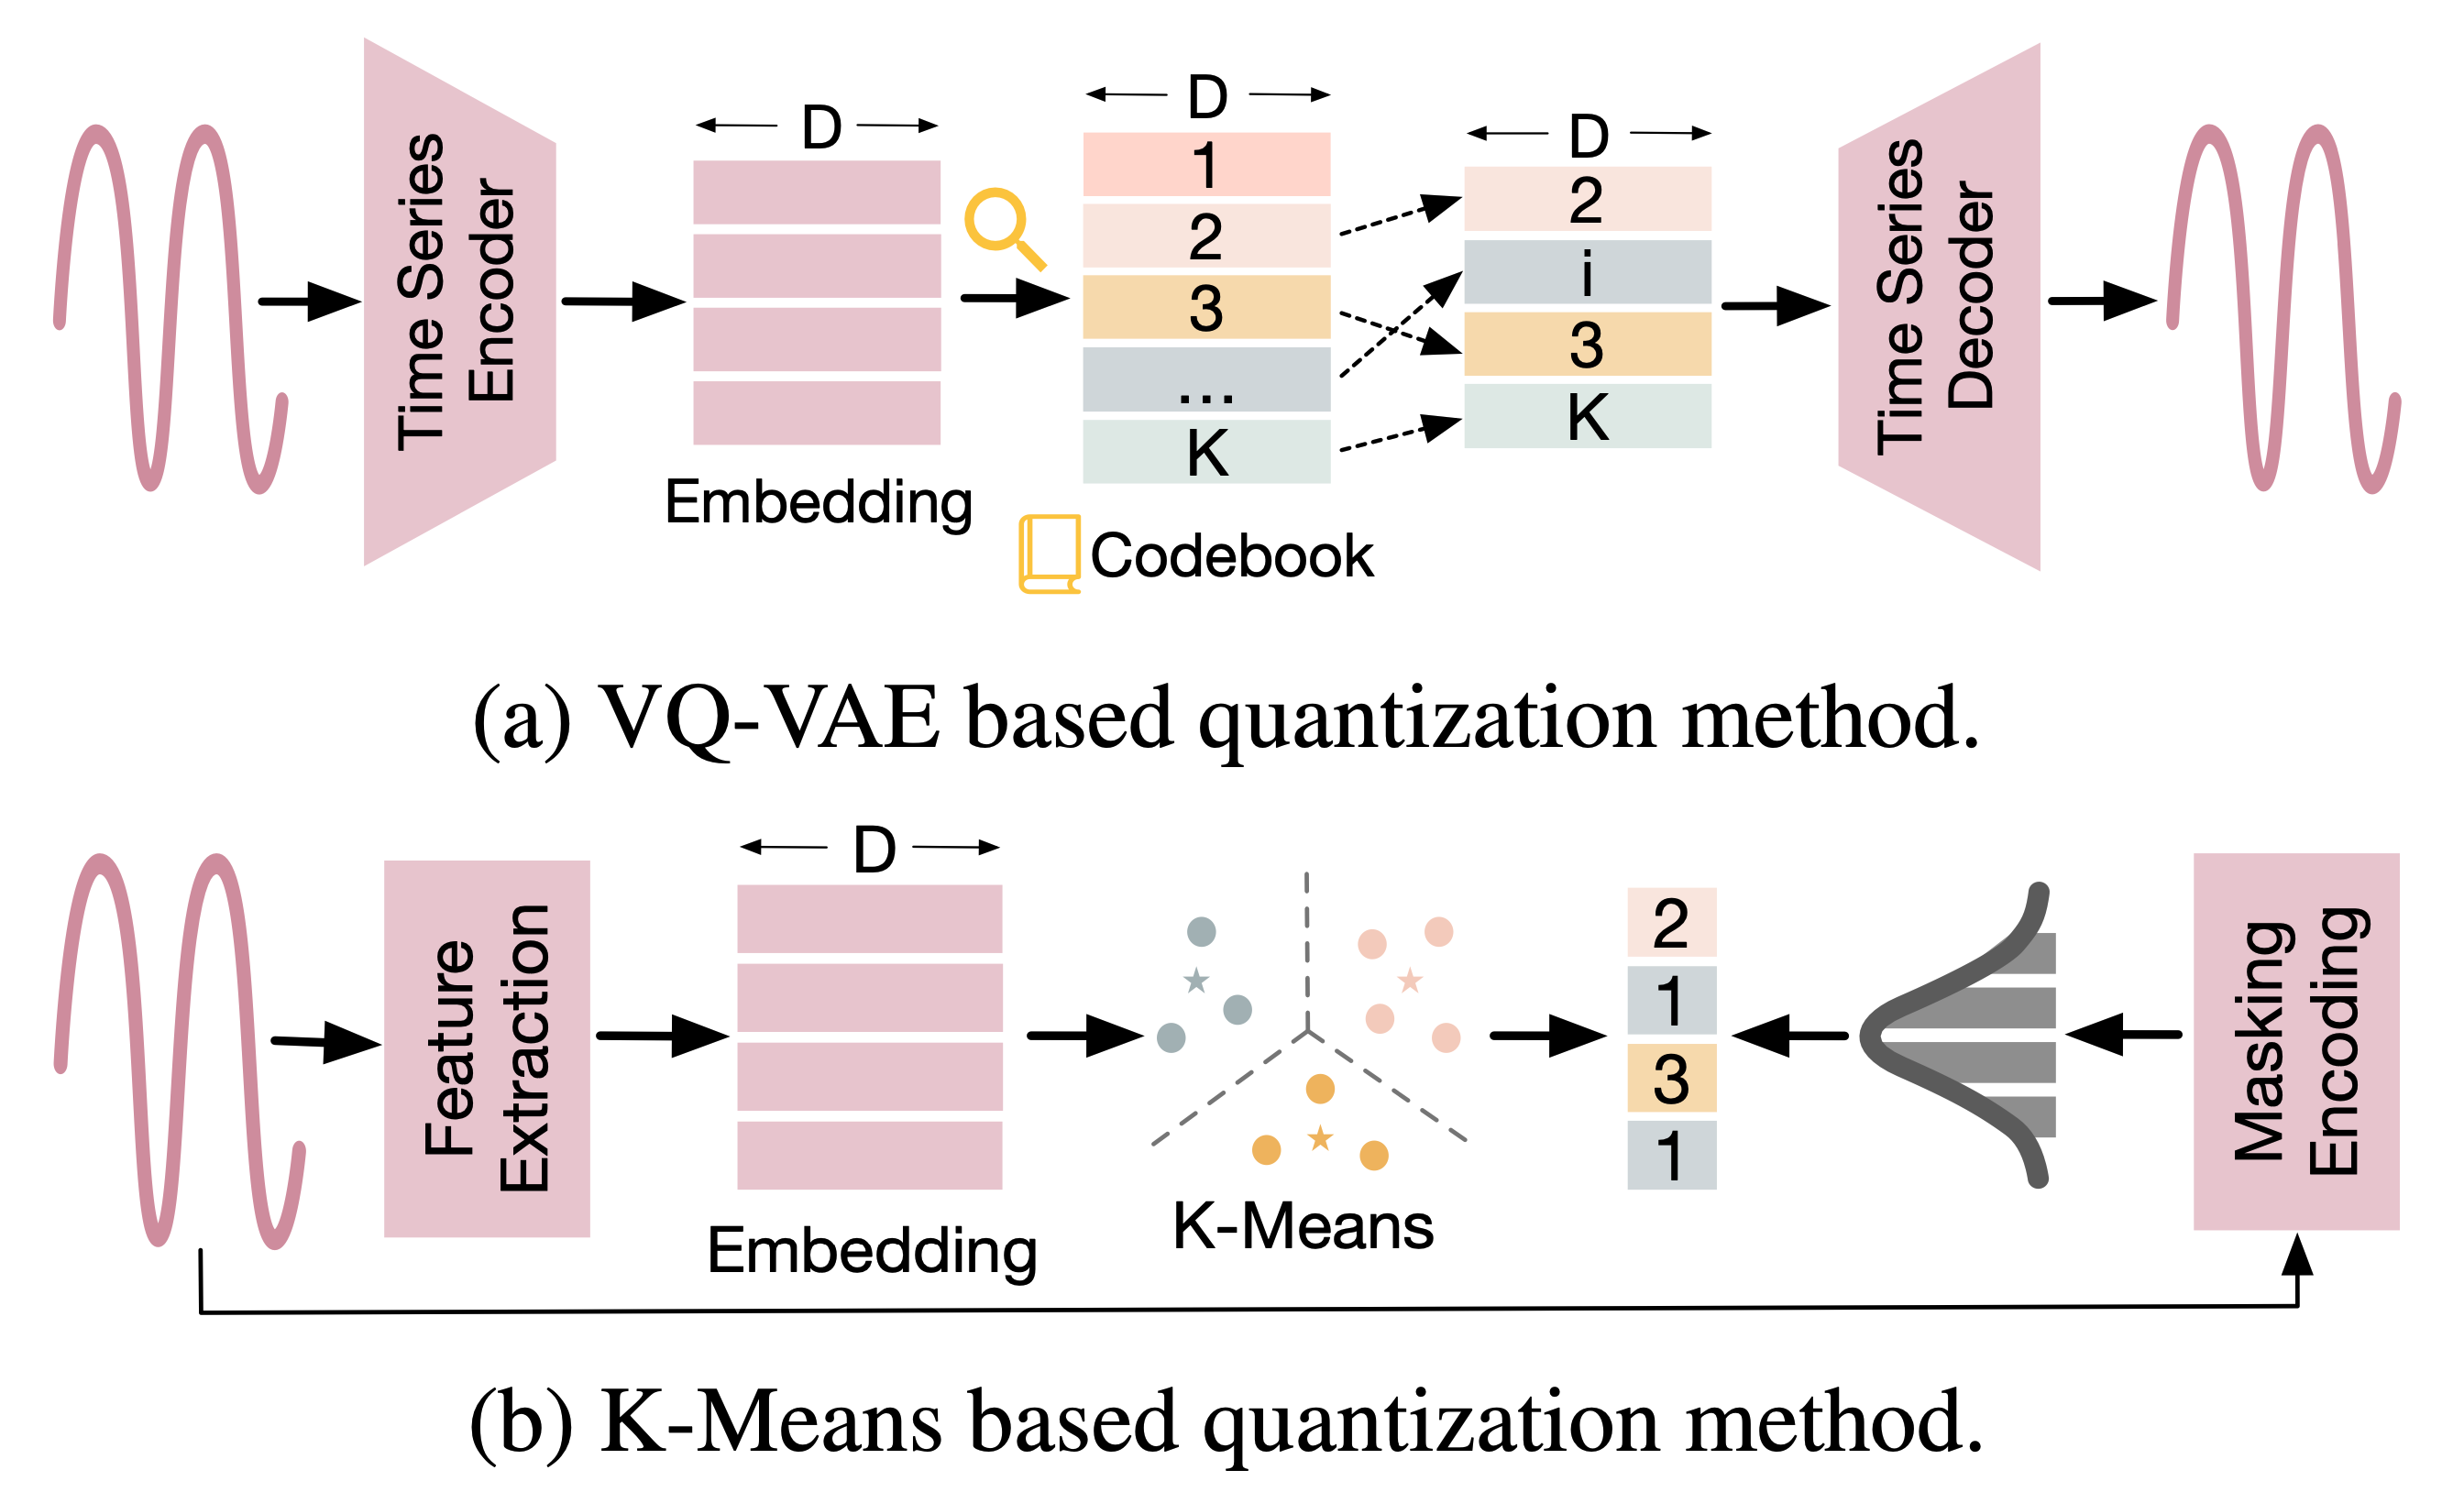 Time Series
Encoder
D
Embedding
D
1
2
3
...
K
Codebook
D
2
i
3
K
Time Series
Decoder
(a) VQ-VAE based quantization method.
Feature
Extraction
D
Embedding
K-Means
2
1
3
1
Masking
Encoding
(b) K-Means based quantization method.